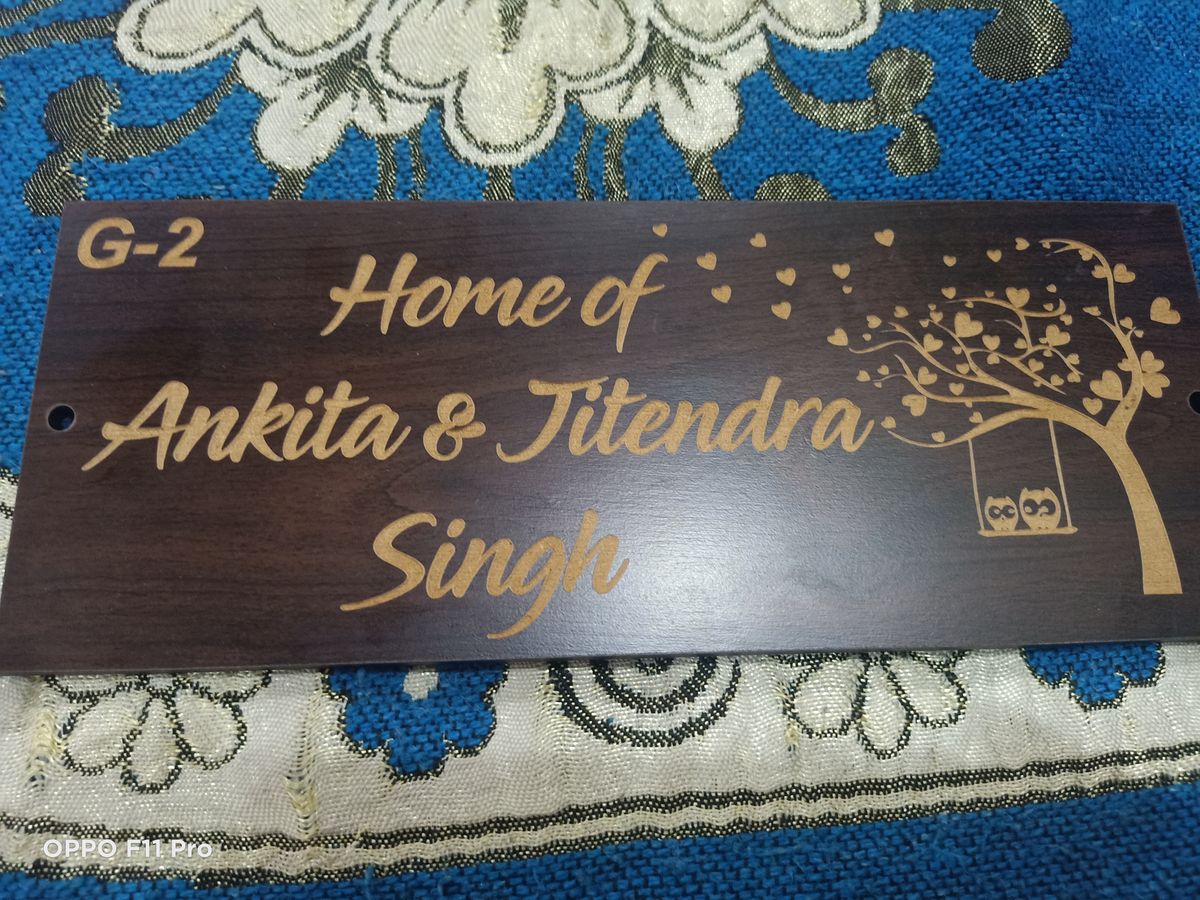 G-2
Home of
Ankita & Jitendra
Singh
OPPO F11 Pro